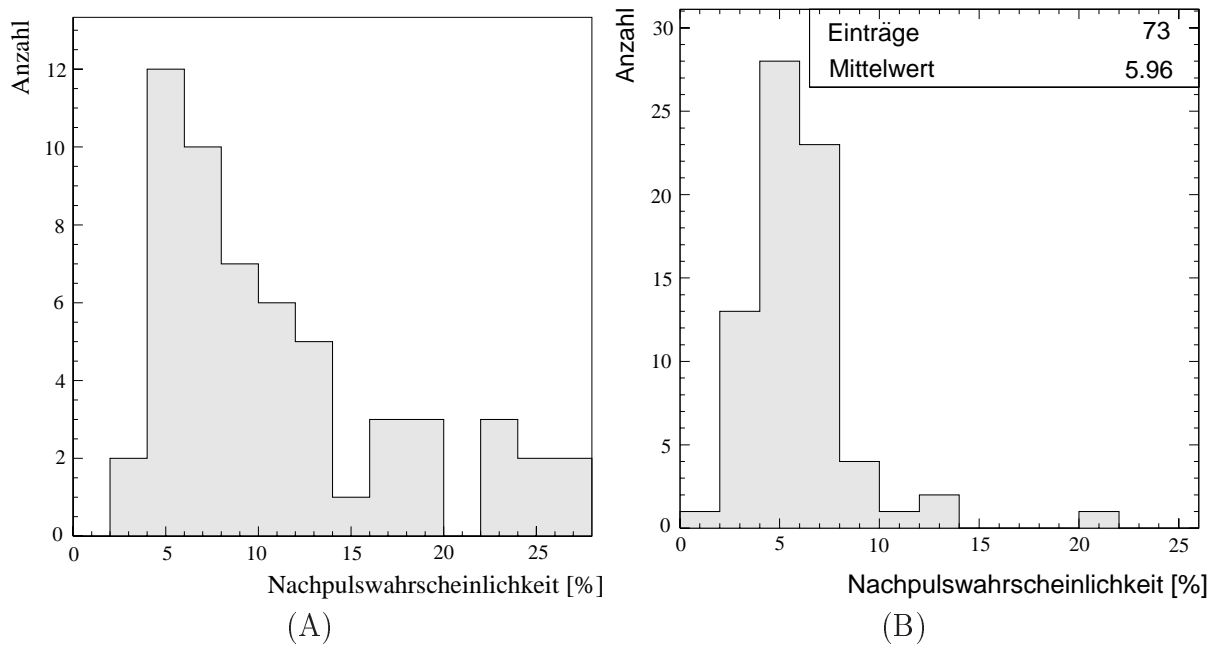 Anzahl
12
10
8
6
4
2
0
0 5 10 15 20 25
Nachpulswahrscheinlichkeit [%]
(A)
Anzahl
30
25
20
15
10
5
0
Einträge 73
Mittelwert 5.96
0 5 10 15 20 25
Nachpulswahrscheinlichkeit [%]
(B)